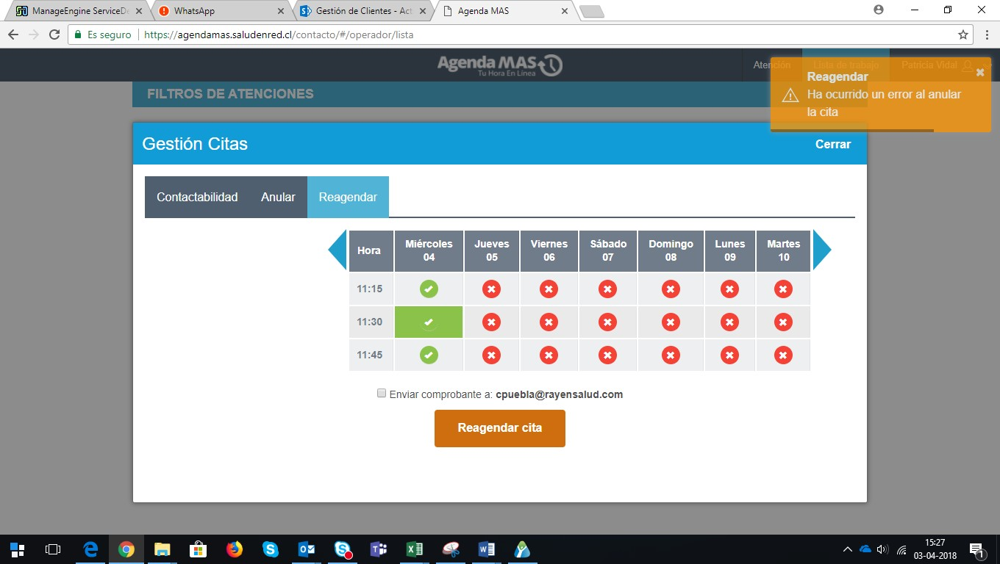 ManageEngine ServiceDe
WhatsApp
Gestión de Clientes - Act
Agenda MAS
Es seguro
https://agendamas.saludenred.cl/contacto/#/operador/lista
Agenda MAS
Tu Hora En Línea
Atención
Lista de trabajo
Patricia Vidal
Reagendar
Ha ocurrido un error al anular
la cita
FILTROS DE ATENCIONES
Gestión Citas
Cerrar
Contactabilidad
Anular
Reagendar
Hora
Miércoles
04
Jueves
05
Viernes
06
Sábado
07
Domingo
08
Lunes
09
Martes
10
11:15
11:30
11:45
Enviar comprobante a: cpuebla@rayensalud.com
Reagendar cita
15:27
03-04-2018
1